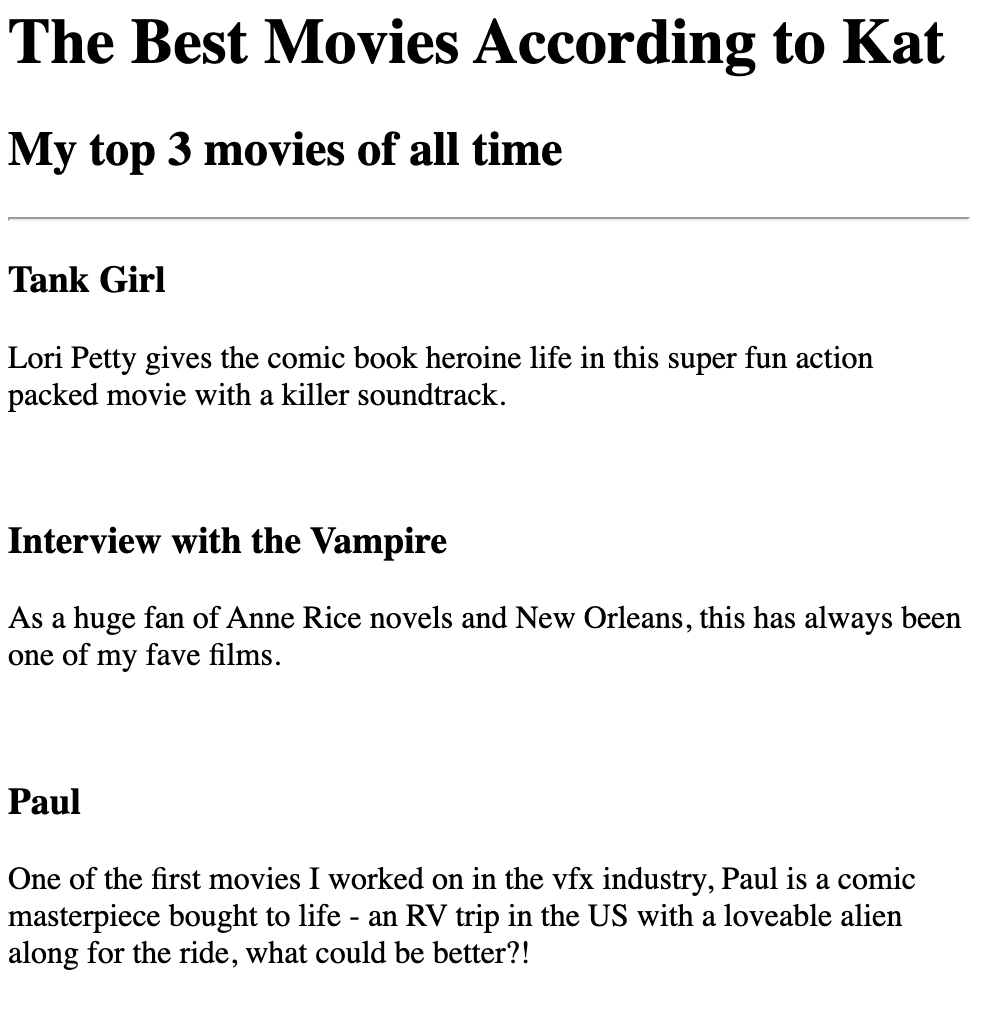 The Best Movies According to Kat
My top 3 movies of all time
Tank Girl
Lori Petty gives the comic book heroine life in this super fun action
packed movie with a killer soundtrack.
Interview with the Vampire
As a huge fan of Anne Rice novels and New Orleans, this has always been
one of my fave films.
Paul
One of the first movies I worked on in the vfx industry, Paul is a comic
masterpiece bought to life - an RV trip in the US with a loveable alien
along for the ride, what could be better?!